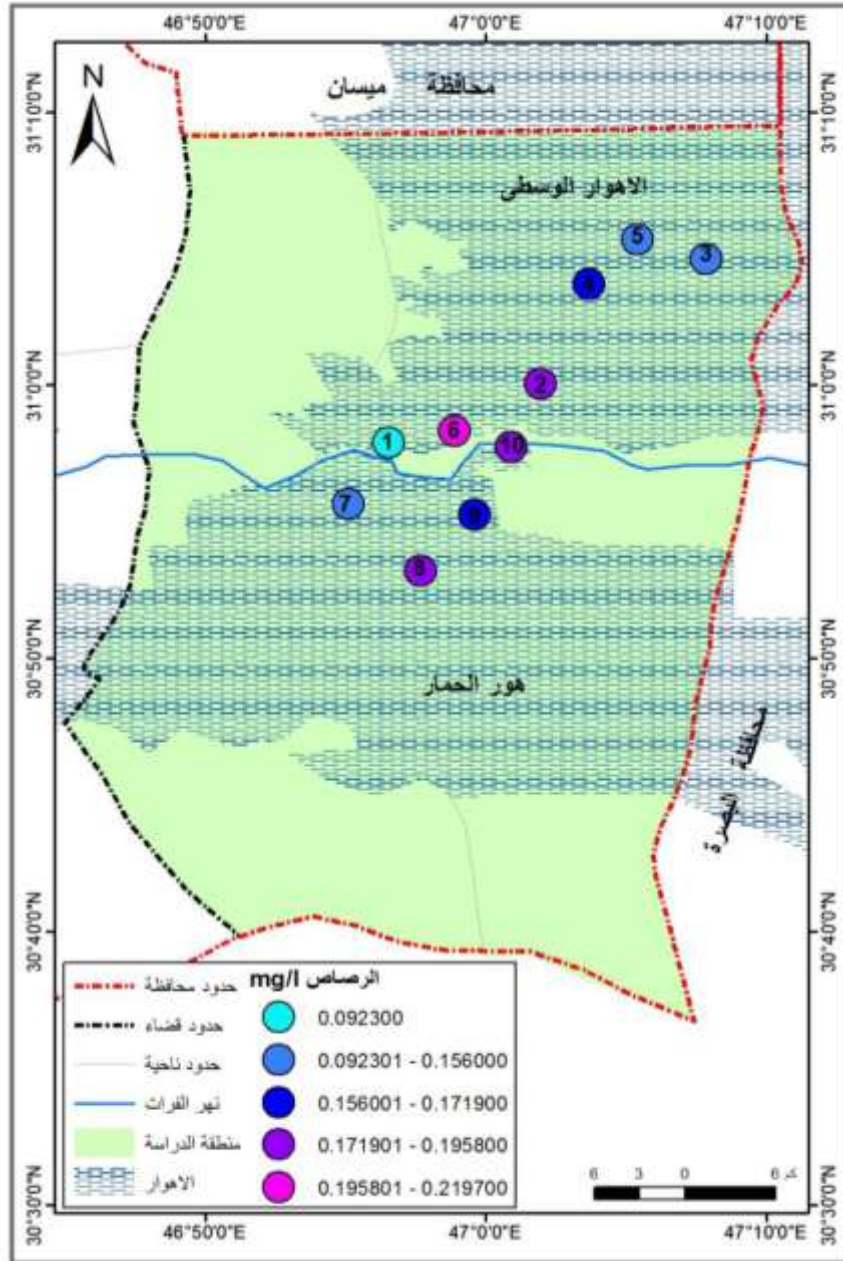 46°50'0"E 47°0'0"E 47°10'0"E
N
محافظة ميسان
31°10'0"N 31°10'0"N
الاهوار الوسطى
5
3
4
31°0'0"N 31°0'0"N
2
6
1
10
7
9
8
30°50'0"N 30°50'0"N
هور الحمار
محافظة البصرة
30°40'0"N 30°40'0"N
الرصاص mg/l
حدود محافظة
0.092300
حدود قضاء
0.092301 - 0.156000
حدود ناحية
0.156001 - 0.171900
نهر الفرات
0.171901 - 0.195800
منطقة الدراسة
0.195801 - 0.219700
الاهوار
6 3 0 6 كم
30°30'0"N 30°30'0"N
46°50'0"E 47°0'0"E 47°10'0"E